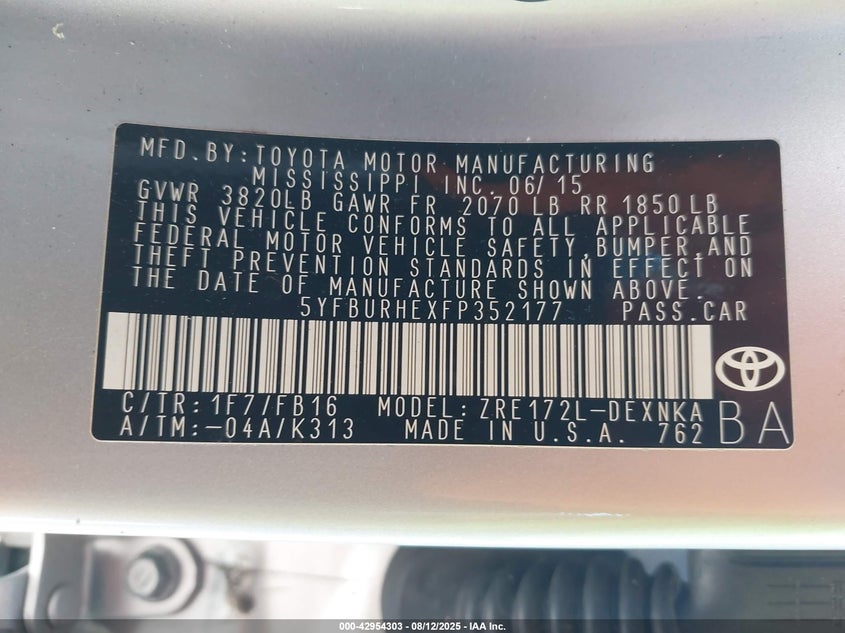 MFD.BY:TOYOTA MOTOR MANUFACTURING
MISSISSIPPI INC. 06/15
GVWR 3820LB GAWR FR 2070 LB RR 1850LB
THIS VEHICLE CONFORMS TO ALL APPLICABLE
FEDERAL MOTOR VEHICLE SAFETY,BUMPER,AND
THEFT PREVENTION STANDARDS IN EFFECT ON
THE DATE OF MANUFACTURE SHOWN ABOVE.
5YFBURHEXFP352177 PASS.CAR
C/TR:1F7/FB16 MODEL:ZRE172L-DEXNKA
A/TM:-04A/K313 MADE IN U.S.A. 762
BA
000-42954303 - 08/12/2025 - IAA Inc.